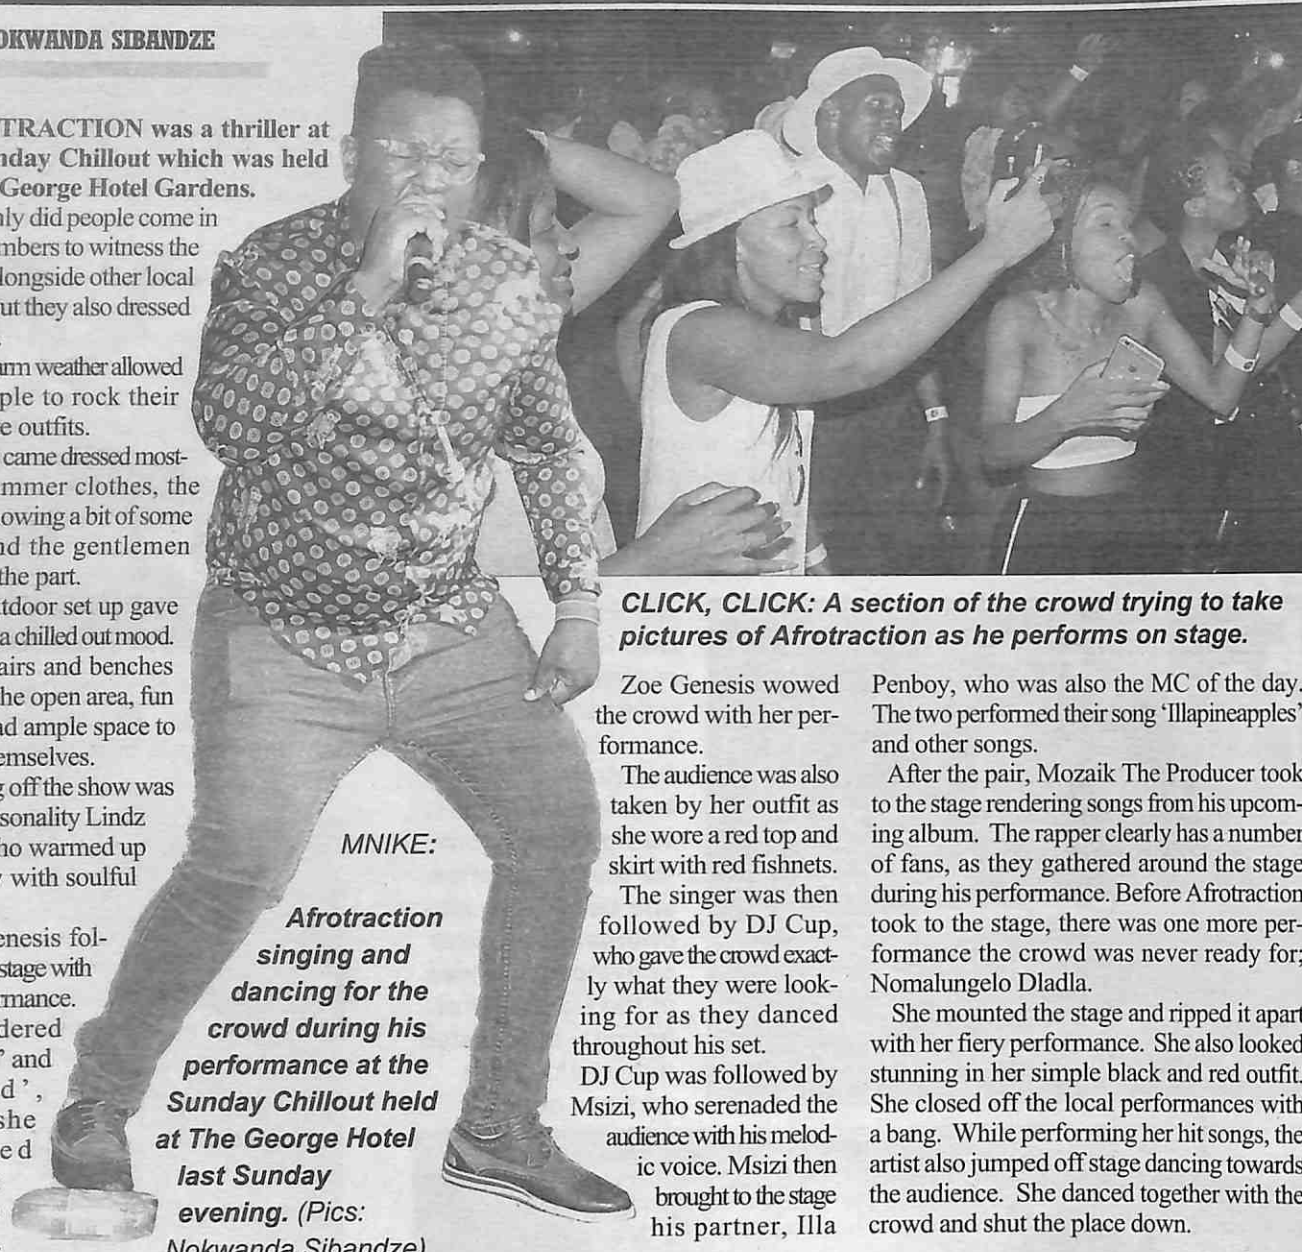 OKWANDA SIBANDZE
TRACTION was a thriller at
day Chillout which was held
George Hotel Gardens.
ly did people come in
mbers to witness the
longside other local
ut they also dressed
rm weather allowed
ple to rock their
e outfits.
came dressed most-
mmer clothes, the
owing a bit of some
nd the gentlemen
the part.
tdoor set up gave
a chilled out mood.
airs and benches
he open area, fun
ad ample space to
emselves.
g off the show was
sonality Lindz
ho warmed up
with soulful
enesis fol-
stage with
rmance.
dered
' and
d ',
she
ed
MNIKE:
Afrotraction
singing and
dancing for the
crowd during his
performance at the
Sunday Chillout held
at The George Hotel
last Sunday
evening. (Pics:
Nokwanda Sibandze)
CLICK, CLICK: A section of the crowd trying to take
pictures of Afrotraction as he performs on stage.
Zoe Genesis wowed
the crowd with her per-
formance.
The audience was also
taken by her outfit as
she wore a red top and
skirt with red fishnets.
The singer was then
followed by DJ Cup,
who gave the crowd exact-
ly what they were look-
ing for as they danced
throughout his set.
DJ Cup was followed by
Msizi, who serenaded the
audience with his melod-
ic voice. Msizi then
brought to the stage
his partner, Illa
Penboy, who was also the MC of the day.
The two performed their song 'Illapineapples'
and other songs.
After the pair, Mozaik The Producer took
to the stage rendering songs from his upcom-
ing album. The rapper clearly has a number
of fans, as they gathered around the stage
during his performance. Before Afrotraction
took to the stage, there was one more per-
formance the crowd was never ready for;
Nomalungelo Dladla.
She mounted the stage and ripped it apart
with her fiery performance. She also looked
stunning in her simple black and red outfit.
She closed off the local performances with
a bang. While performing her hit songs, the
artist also jumped off stage dancing towards
the audience. She danced together with the
crowd and shut the place down.